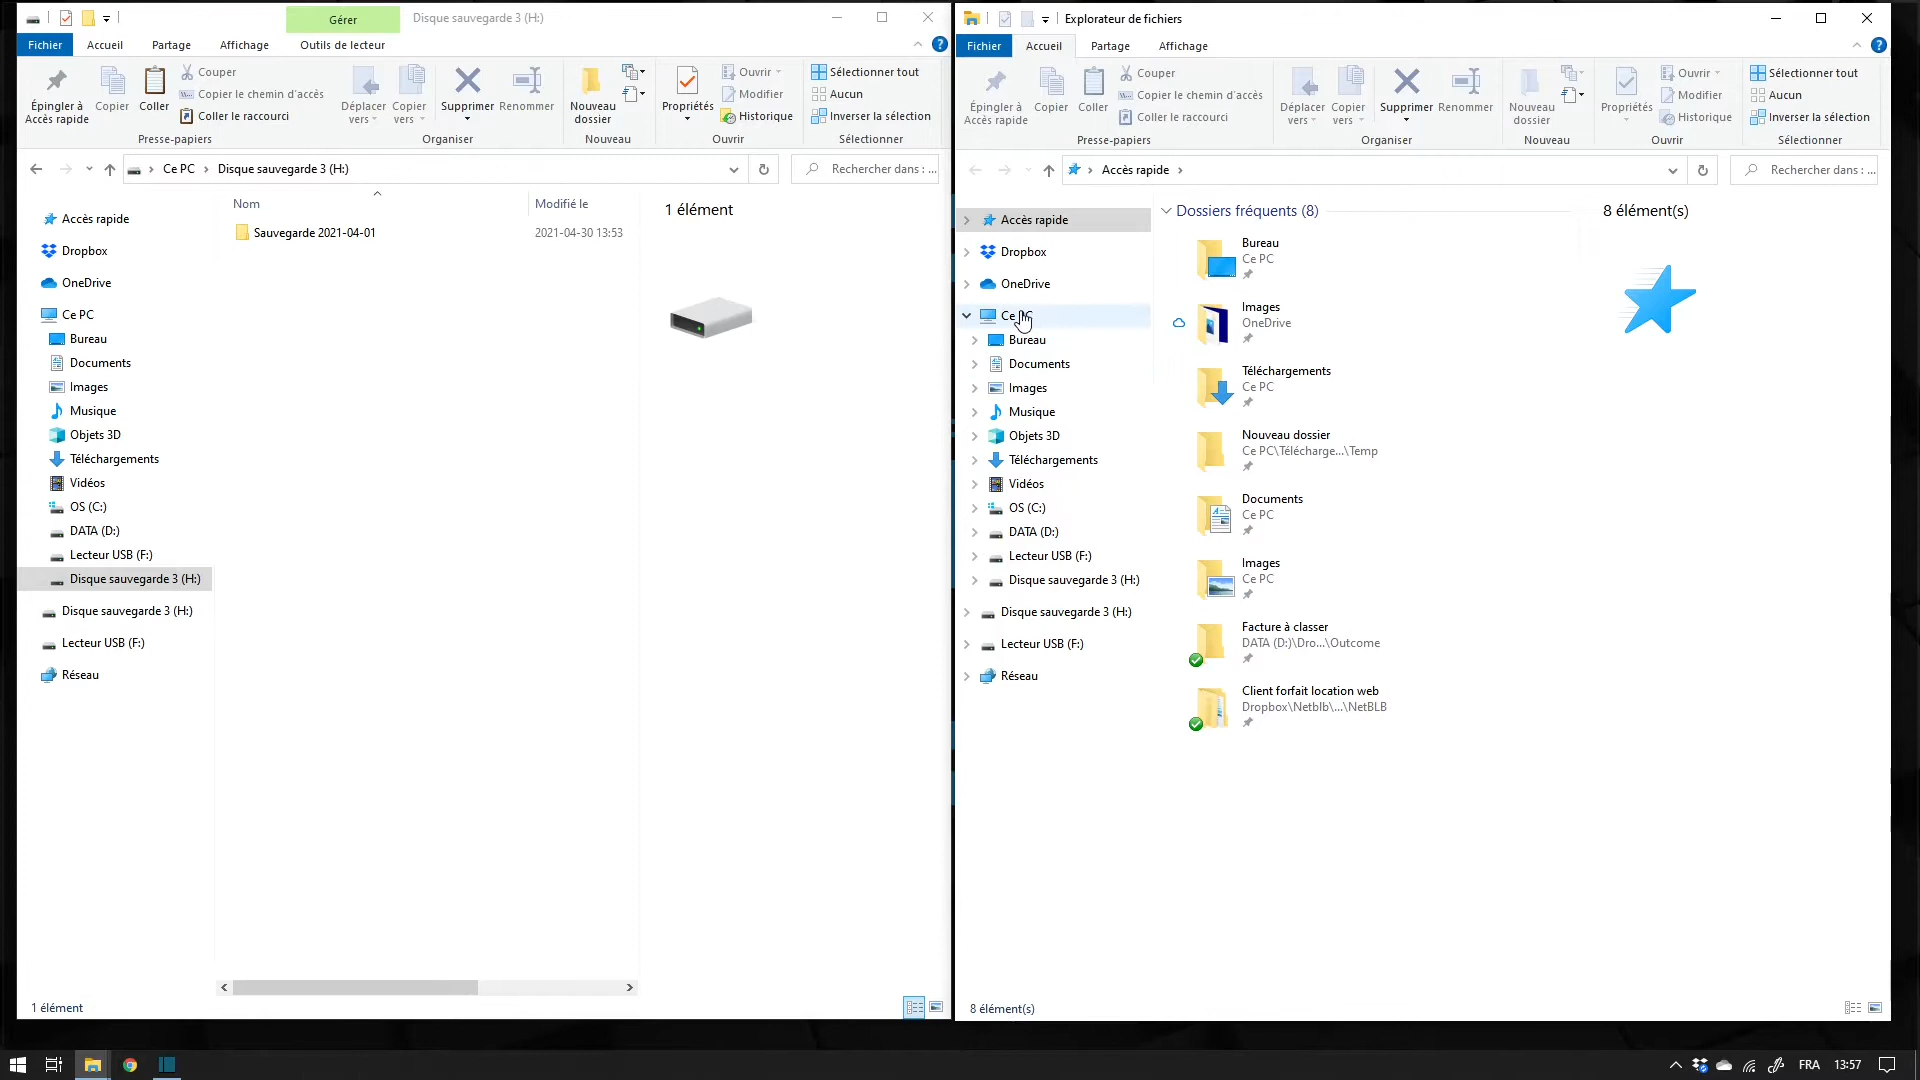 Gérer
Disque sauvegarde 3 (H:)
Fichier
Accueil
Partage
Affichage
Outils de lecteur
Épingler à
Accès rapide
Copier
Coller
Couper
Copier le chemin d'accès
Coller le raccourci
Presse-papiers
Déplacer
vers
Copier
vers
Supprimer
Renommer
Organiser
Nouveau
dossier
Nouveau
Propriétés
Ouvrir
Modifier
Historique
Ouvrir
Sélectionner tout
Aucun
Inverser la sélection
Sélectionner
Ce PC
Disque sauvegarde 3 (H:)
Rechercher dans : ...
Accès rapide
Dropbox
OneDrive
Ce PC
Bureau
Documents
Images
Musique
Objets 3D
Téléchargements
Vidéos
OS (C:)
DATA (D:)
Lecteur USB (F:)
Disque sauvegarde 3 (H:)
Disque sauvegarde 3 (H:)
Lecteur USB (F:)
Réseau
Nom
Modifié le
Sauvegarde 2021-04-01
2021-04-30 13:53
1 élément
1 élément
Explorateur de fichiers
Fichier
Accueil
Partage
Affichage
Épingler à
Accès rapide
Copier
Coller
Couper
Copier le chemin d'accès
Coller le raccourci
Presse-papiers
Déplacer
vers
Copier
vers
Supprimer
Renommer
Organiser
Nouveau
dossier
Nouveau
Propriétés
Ouvrir
Modifier
Historique
Ouvrir
Sélectionner tout
Aucun
Inverser la sélection
Sélectionner
Accès rapide
Rechercher dans : ...
Accès rapide
Dropbox
OneDrive
Ce PC
Bureau
Documents
Images
Musique
Objets 3D
Téléchargements
Vidéos
OS (C:)
DATA (D:)
Lecteur USB (F:)
Disque sauvegarde 3 (H:)
Disque sauvegarde 3 (H:)
Lecteur USB (F:)
Réseau
Dossiers fréquents (8)
Bureau
Ce PC
Images
OneDrive
Téléchargements
Ce PC
Nouveau dossier
Ce PC\Télécharge...\Temp
Documents
Ce PC
Images
Ce PC
Facture à classer
DATA (D:)\Dro...\Outcome
Client forfait location web
Dropbox\Netblb\...\NetBLB
8 élément(s)
8 élément(s)
FRA
13:57